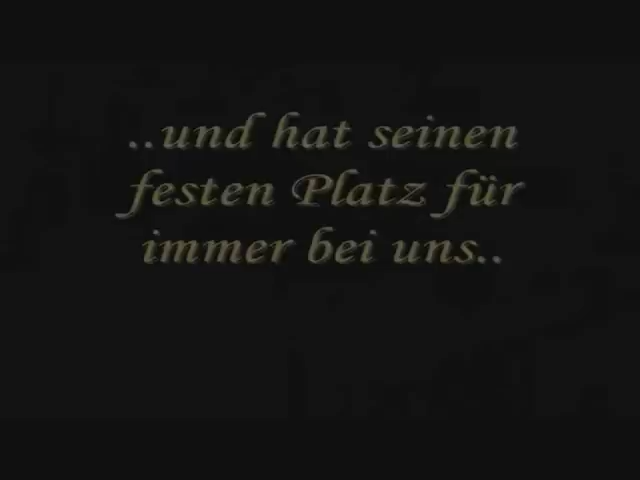 ..und hat seinen
festen Platz für
immer bei uns..